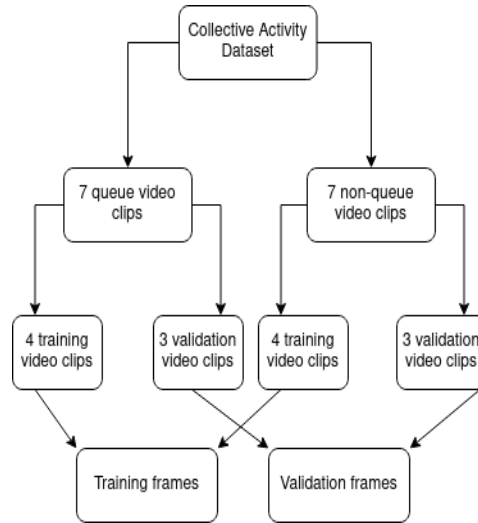 Collective Activity
Dataset
7 queue video
clips
7 non-queue
video clips
4 training
video clips
3 validation
video clips
4 training
video clips
3 validation
video clips
Training frames
Validation frames